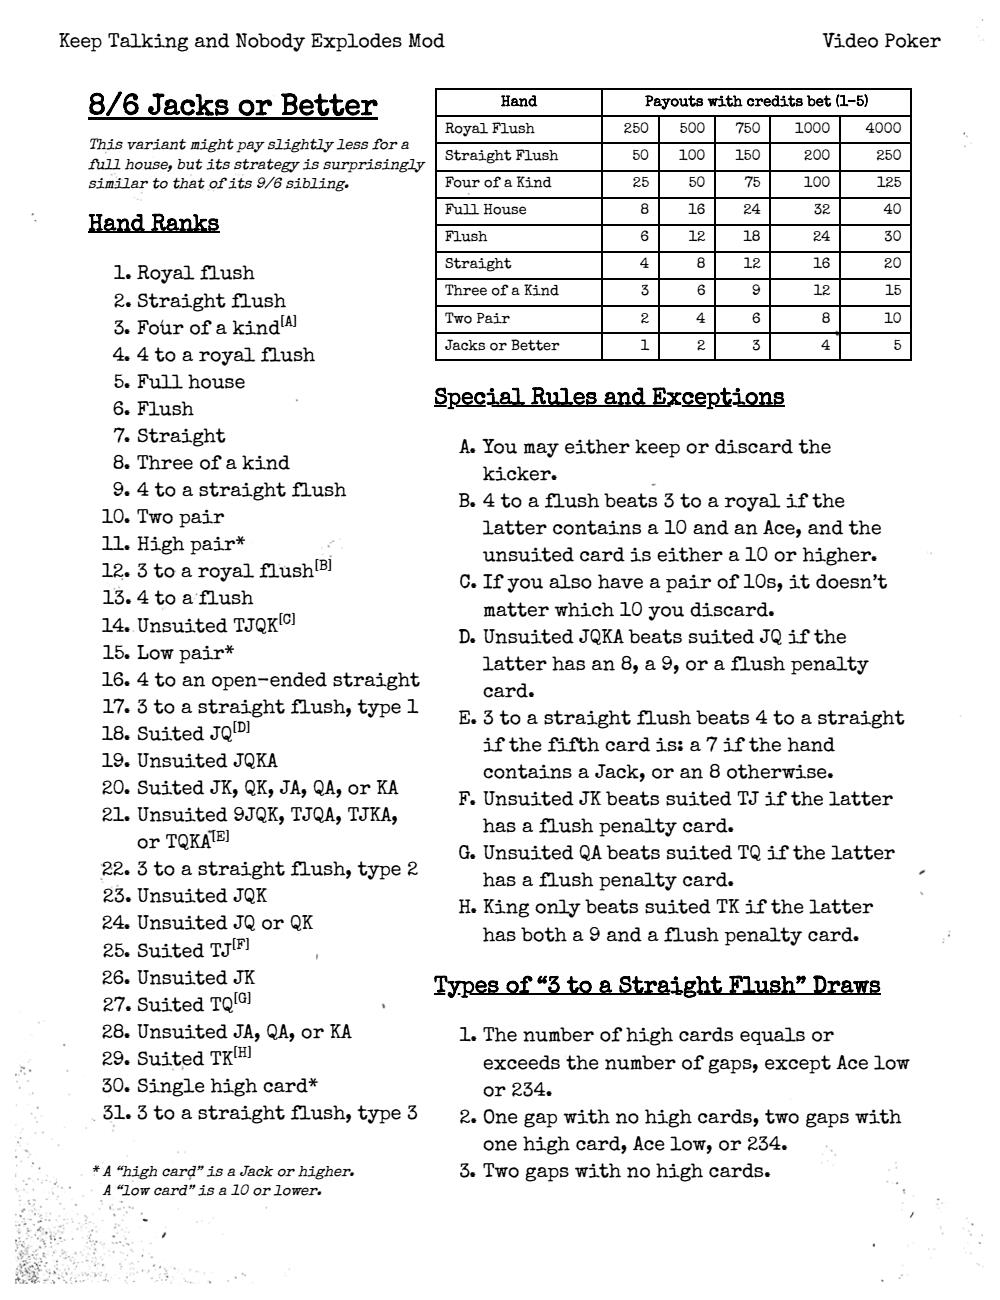 Keep Talking and Nobody Explodes Mod
Video Poker
8/6 Jacks or Better
This variant might pay slightly less for a
full house, but its strategy is surprisingly
similar to that of its 9/6 sibling.
Hand Ranks
1. Royal flush
2. Straight flush
3. Four of a kind[A]
4. 4 to a royal flush
5. Full house
6. Flush
7. Straight
8. Three of a kind
9. 4 to a straight flush
10. Two pair
11. High pair*
12. 3 to a royal flush[B]
13. 4 to a flush
14. Unsuited TJQK[C]
15. Low pair*
16. 4 to an open-ended straight
17. 3 to a straight flush, type 1
18. Suited JQ[D]
19. Unsuited JQKA
20. Suited JK, QK, JA, QA, or KA
21. Unsuited 9JQK, TJQA, TJKA,
or TQKA[E]
22. 3 to a straight flush, type 2
23. Unsuited JQK
24. Unsuited JQ or QK
25. Suited TJ[F]
26. Unsuited JK
27. Suited TQ[G]
28. Unsuited JA, QA, or KA
29. Suited TK[H]
30. Single high card*
31. 3 to a straight flush, type 3
* A "high card" is a Jack or higher.
A "low card" is a 10 or lower.
Hand Payouts with credits bet (1-5)
Royal Flush 250 500 750 1000 4000
Straight Flush 50 100 150 200 250
Four of a Kind 25 50 75 100 125
Full House 8 16 24 32 40
Flush 6 12 18 24 30
Straight 4 8 12 16 20
Three of a Kind 3 6 9 12 15
Two Pair 2 4 6 8 10
Jacks or Better 1 2 3 4 5
Special Rules and Exceptions
A. You may either keep or discard the
kicker.
B. 4 to a flush beats 3 to a royal if the
latter contains a 10 and an Ace, and the
unsuited card is either a 10 or higher.
C. If you also have a pair of 10s, it doesn't
matter which 10 you discard.
D. Unsuited JQKA beats suited JQ if the
latter has an 8, a 9, or a flush penalty
card.
E. 3 to a straight flush beats 4 to a straight
if the fifth card is: a 7 if the hand
contains a Jack, or an 8 otherwise.
F. Unsuited JK beats suited TJ if the latter
has a flush penalty card.
G. Unsuited QA beats suited TQ if the latter
has a flush penalty card.
H. King only beats suited TK if the latter
has both a 9 and a flush penalty card.
Types of "3 to a Straight Flush" Draws
1. The number of high cards equals or
exceeds the number of gaps, except Ace low
or 234.
2. One gap with no high cards, two gaps with
one high card, Ace low, or 234.
3. Two gaps with no high cards.